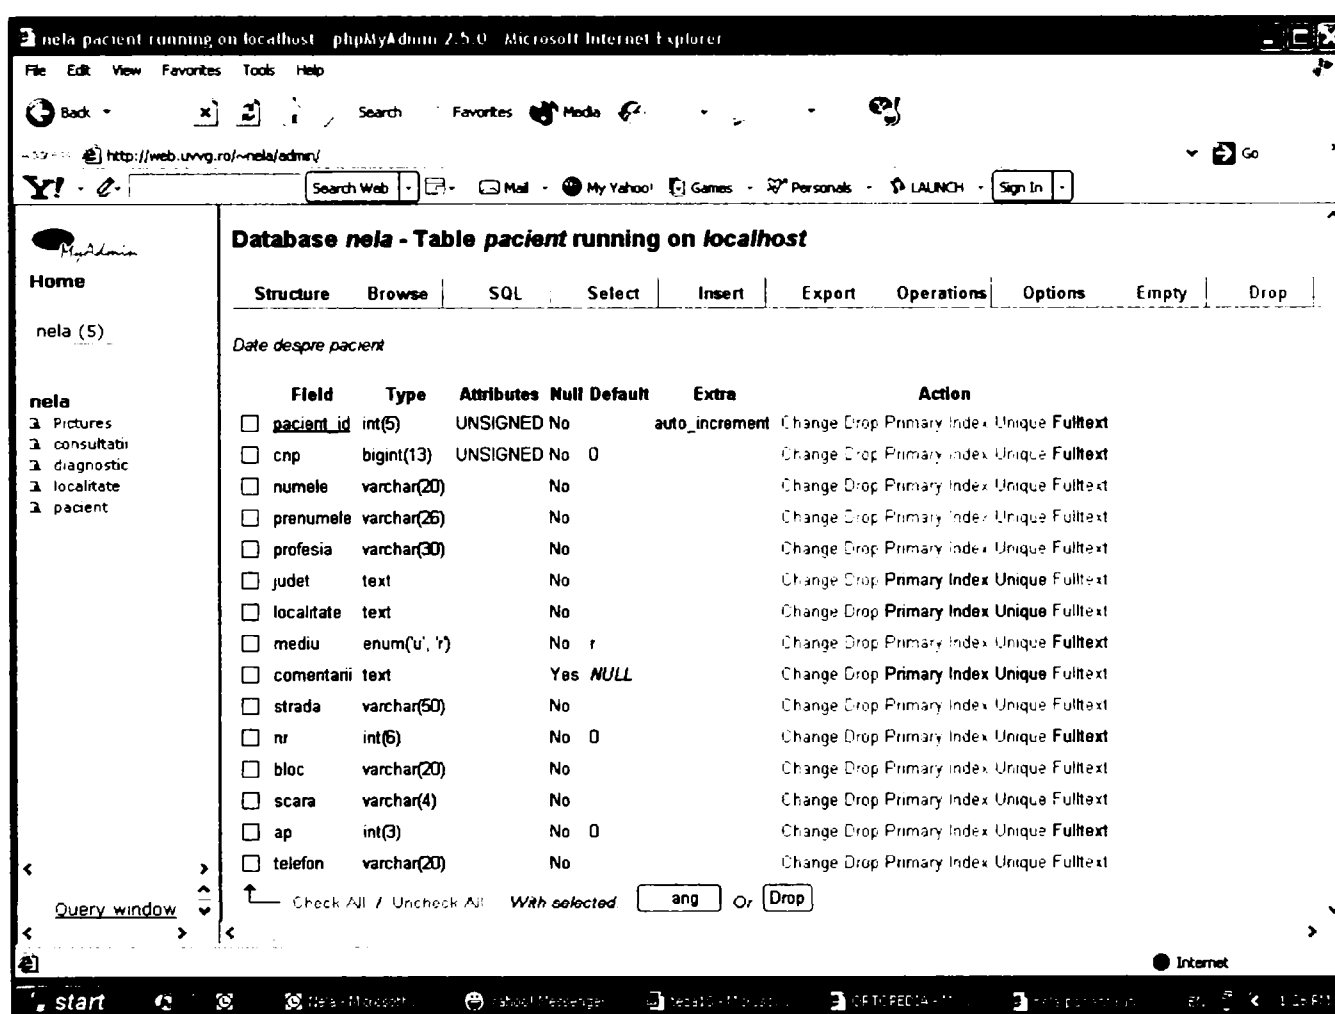 nela pacient running on localhost phpMyAdmin 2.5.0 Microsoft Internet Explorer
File Edit View Favorites Tools Help
Back Search Favorites Media
http://web.uvvg.ro/~nela/admin/ Go
Y! Search Web Mail My Yahoo! Games Personals LAUNCH Sign In
MyAdmin
Home
nela (5)
nela
Pictures
consultatii
diagnostic
localitate
pacient
Query window
Database nela - Table pacient running on localhost
Structure Browse SQL Select Insert Export Operations Options Empty Drop
Date despre pacient
Field Type Attributes Null Default Extra Action
pacient_id int(5) UNSIGNED No auto_increment Change Drop Primary Index Unique Fulltext
cnp bigint(13) UNSIGNED No 0 Change Drop Primary Index Unique Fulltext
numele varchar(20) No Change Drop Primary Index Unique Fulltext
prenumele varchar(26) No Change Drop Primary Index Unique Fulltext
profesia varchar(30) No Change Drop Primary Index Unique Fulltext
judet text No Change Drop Primary Index Unique Fulltext
localitate text No Change Drop Primary Index Unique Fulltext
mediu enum('u', 'r') No r Change Drop Primary Index Unique Fulltext
comentarii text Yes NULL Change Drop Primary Index Unique Fulltext
strada varchar(50) No Change Drop Primary Index Unique Fulltext
nr int(6) No 0 Change Drop Primary Index Unique Fulltext
bloc varchar(20) No Change Drop Primary Index Unique Fulltext
scara varchar(4) No Change Drop Primary Index Unique Fulltext
ap int(3) No 0 Change Drop Primary Index Unique Fulltext
telefon varchar(20) No Change Drop Primary Index Unique Fulltext
Check All / Uncheck All With selected: ang Or Drop
Internet
start Nela - Microsoft Yahoo! Messenger ORTOPEDIA